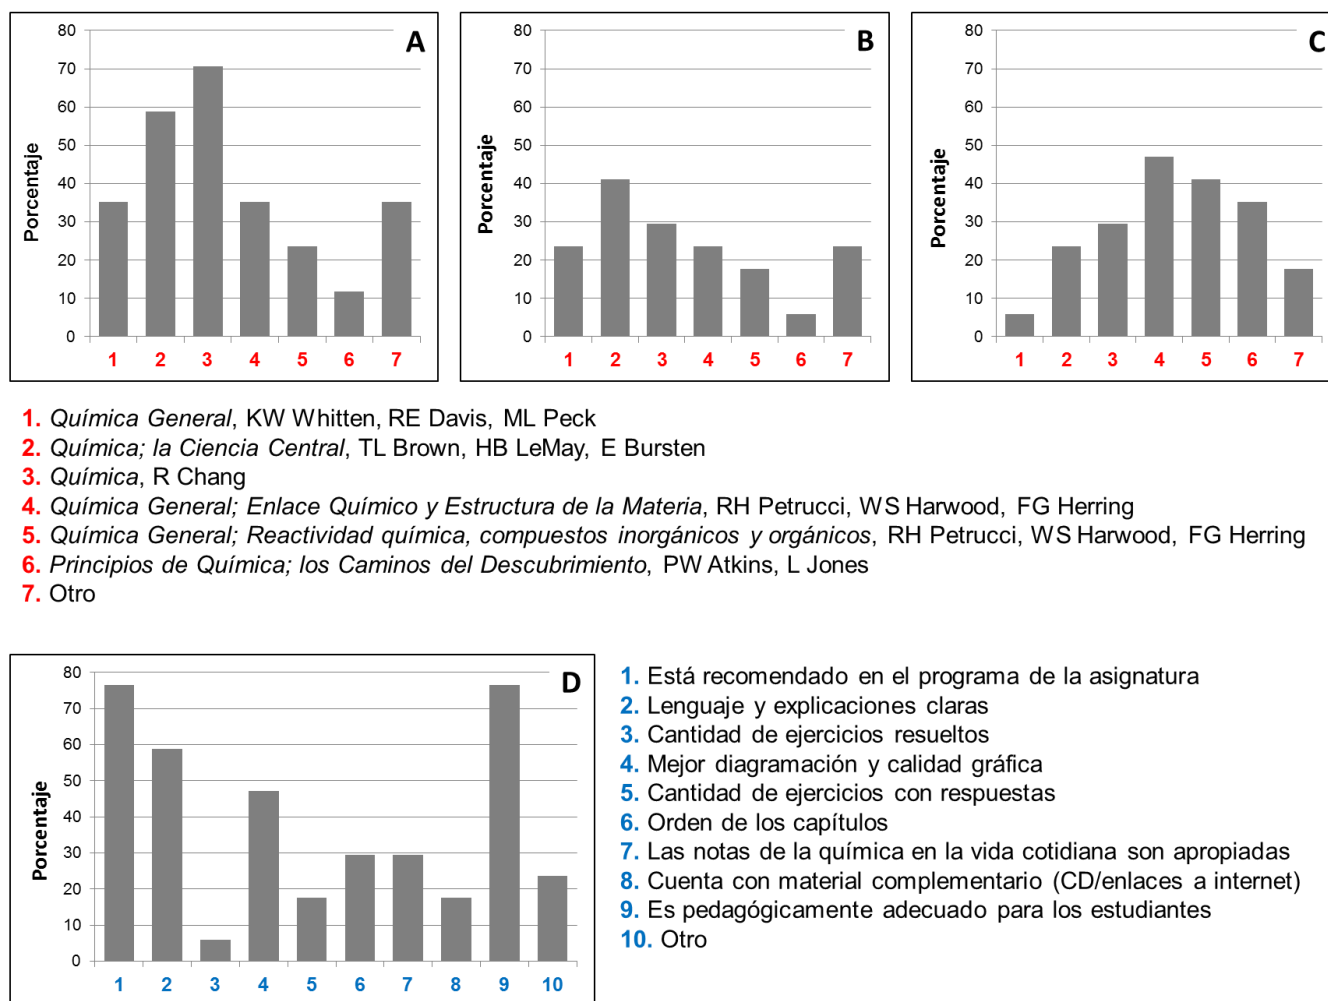 A
80
70
60
50
40
30
20
10
0
Porcentaje
1 2 3 4 5 6 7
B
80
70
60
50
40
30
20
10
0
Porcentaje
1 2 3 4 5 6 7
C
80
70
60
50
40
30
20
10
0
Porcentaje
1 2 3 4 5 6 7
1. Química General, KW Whitten, RE Davis, ML Peck
2. Química; la Ciencia Central, TL Brown, HB LeMay, E Bursten
3. Química, R Chang
4. Química General; Enlace Químico y Estructura de la Materia, RH Petrucci, WS Harwood, FG Herring
5. Química General; Reactividad química, compuestos inorgánicos y orgánicos, RH Petrucci, WS Harwood, FG Herring
6. Principios de Química; los Caminos del Descubrimiento, PW Atkins, L Jones
7. Otro
D
80
70
60
50
40
30
20
10
0
Porcentaje
1 2 3 4 5 6 7 8 9 10
1. Está recomendado en el programa de la asignatura
2. Lenguaje y explicaciones claras
3. Cantidad de ejercicios resueltos
4. Mejor diagramación y calidad gráfica
5. Cantidad de ejercicios con respuestas
6. Orden de los capítulos
7. Las notas de la química en la vida cotidiana son apropiadas
8. Cuenta con material complementario (CD/enlaces a internet)
9. Es pedagógicamente adecuado para los estudiantes
10. Otro